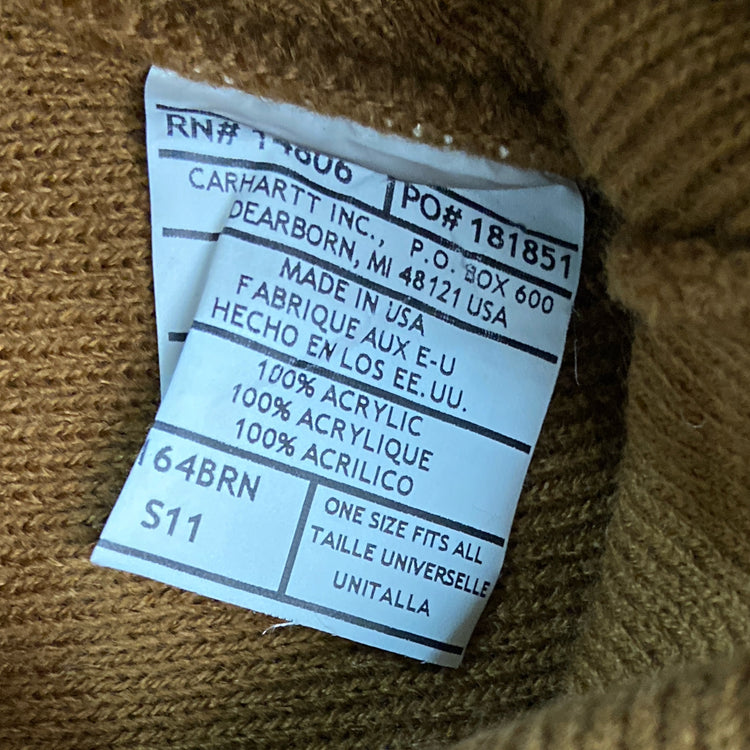 RN# 14806
PO# 181851
CARHARTT INC., P.O. BOX 600
DEARBORN, MI 48121 USA
MADE IN USA
FABRIQUE AUX E-U
HECHO EN LOS EE. UU.
100% ACRYLIC
100% ACRYLIQUE
100% ACRILICO
164BRN
S11
ONE SIZE FITS ALL
TAILLE UNIVERSELLE
UNITALLA